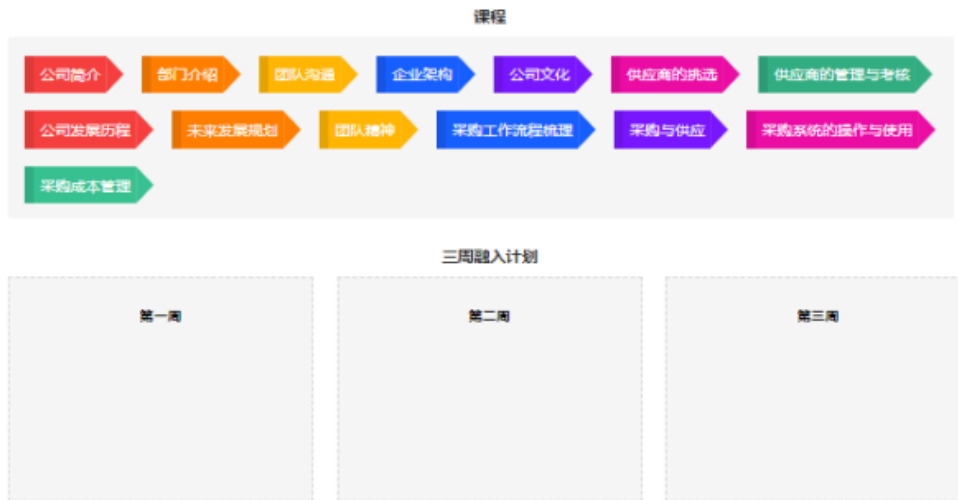 课程
公司简介 部门介绍 团队沟通 企业架构 公司文化 供应商的挑选 供应商的管理与考核
公司发展历程 未来发展规划 团队精神 采购工作流程梳理 采购与供应 采购系统的操作与使用
采购成本管理
三周融入计划
第一周 第二周 第三周